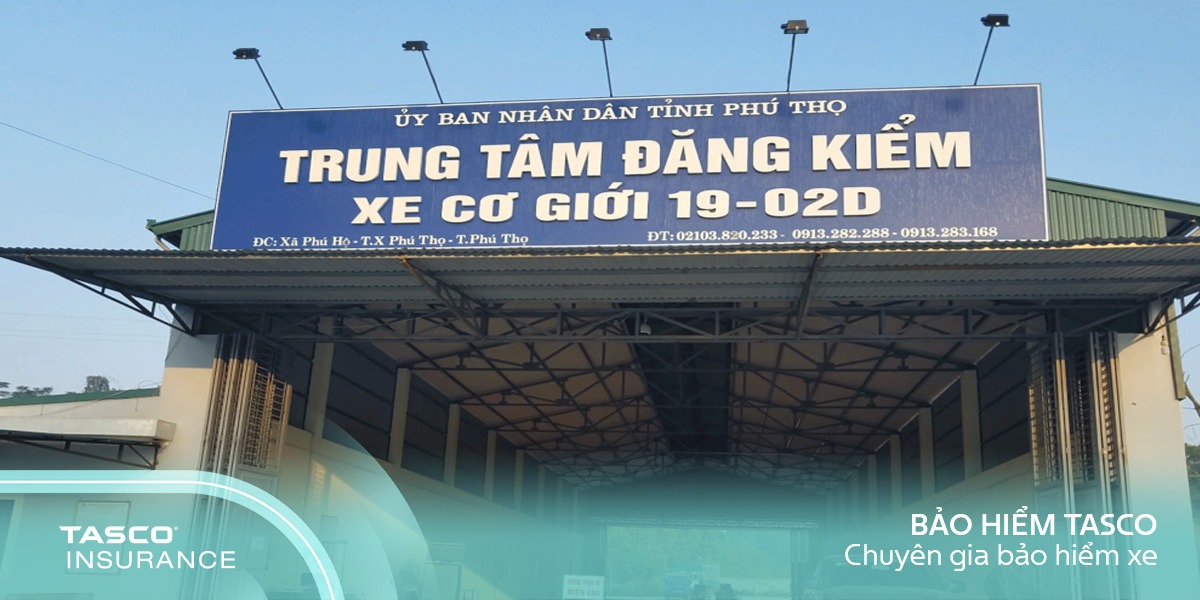 ỦY BAN NHÂN DÂN TỈNH PHÚ THỌ
TRUNG TÂM ĐĂNG KIỂM
XE CƠ GIỚI 19-02D
ĐC: Xã Phú Hộ - T.X Phú Thọ - T.Phú Thọ
ĐT: 02103.820.233 - 0913.282.288 - 0913.283.168
TASCO
INSURANCE
BẢO HIỂM TASCO
Chuyên gia bảo hiểm xe